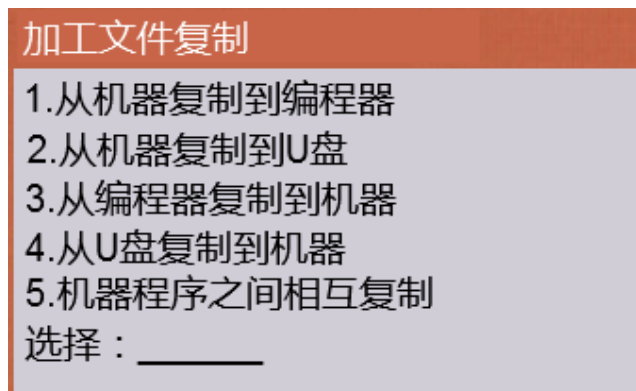 加工文件复制
1.从机器复制到编程器
2.从机器复制到U盘
3.从编程器复制到机器
4.从U盘复制到机器
5.机器程序之间相互复制
选择：______